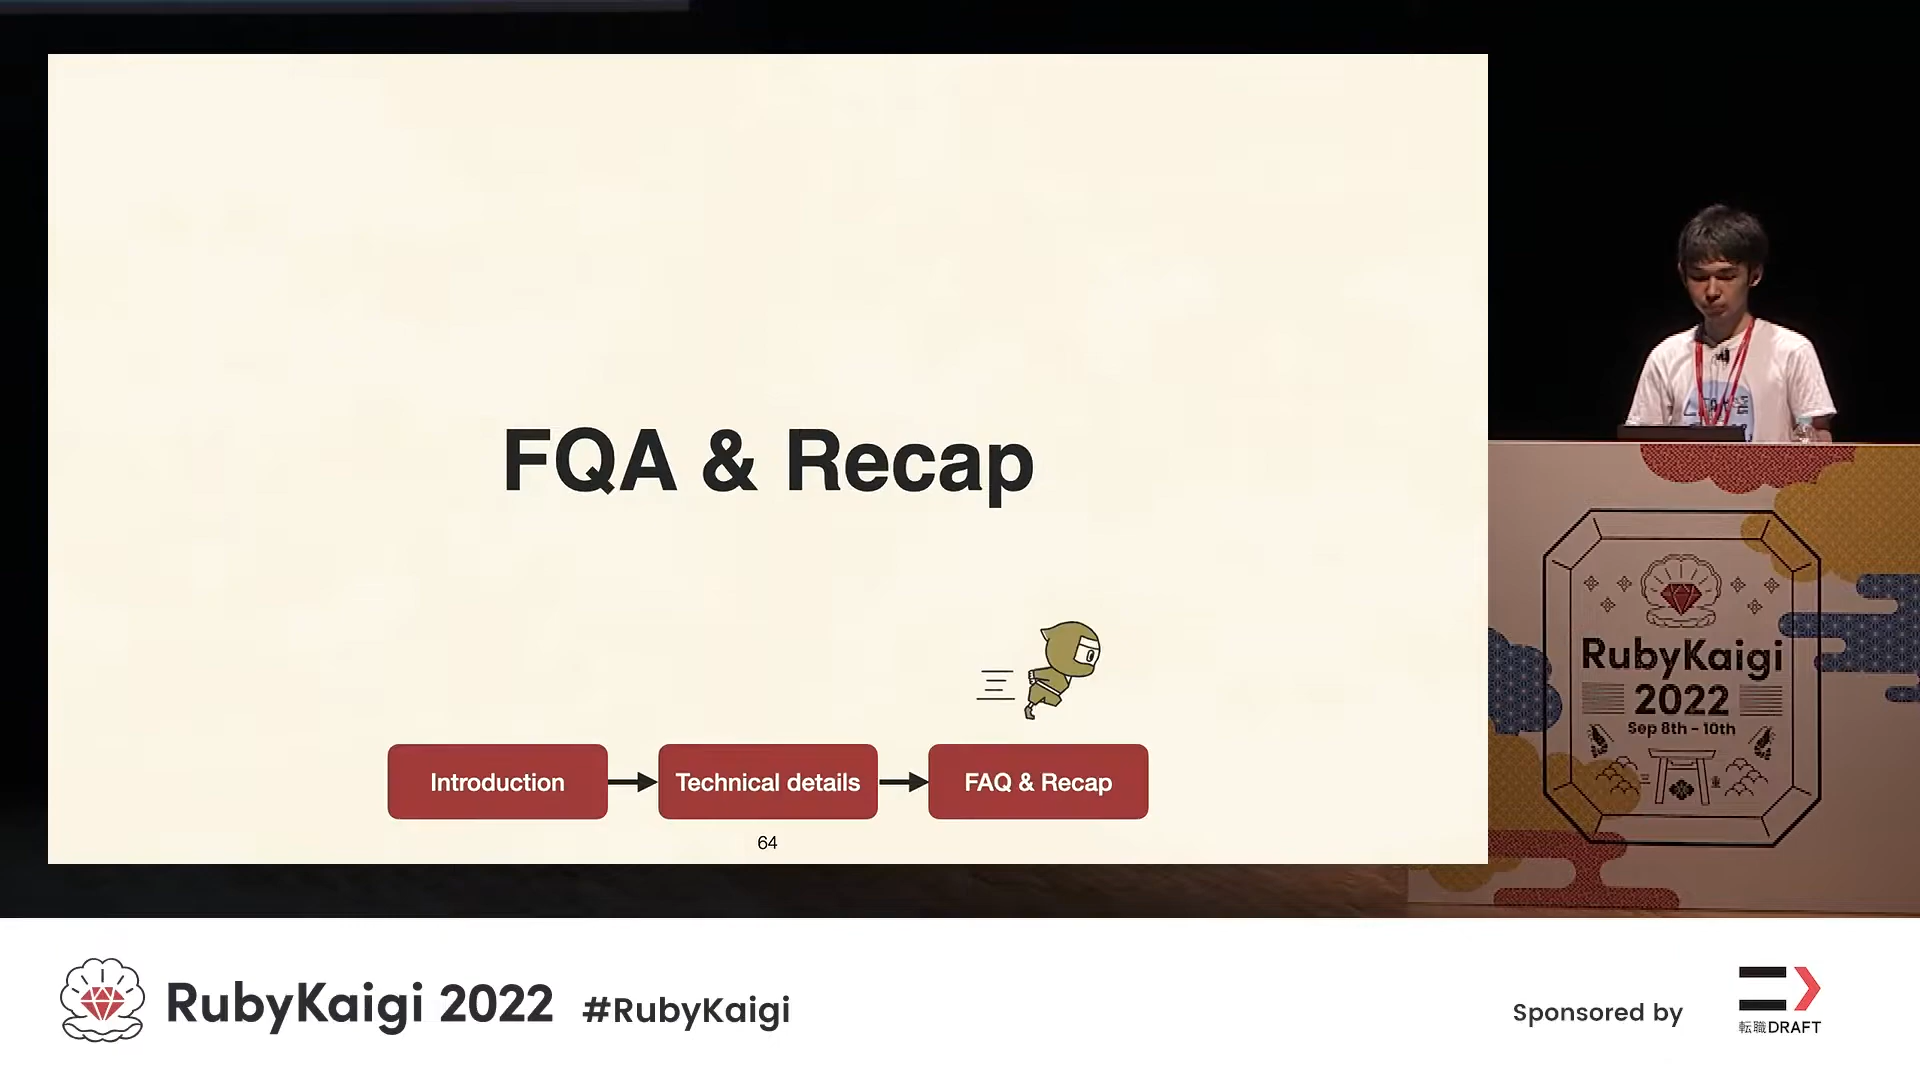 FQA & Recap
Introduction
Technical details
FAQ & Recap
64
RubyKaigi
2022
Sep 8th - 10th
RubyKaigi 2022
#RubyKaigi
Sponsored by
転職DRAFT